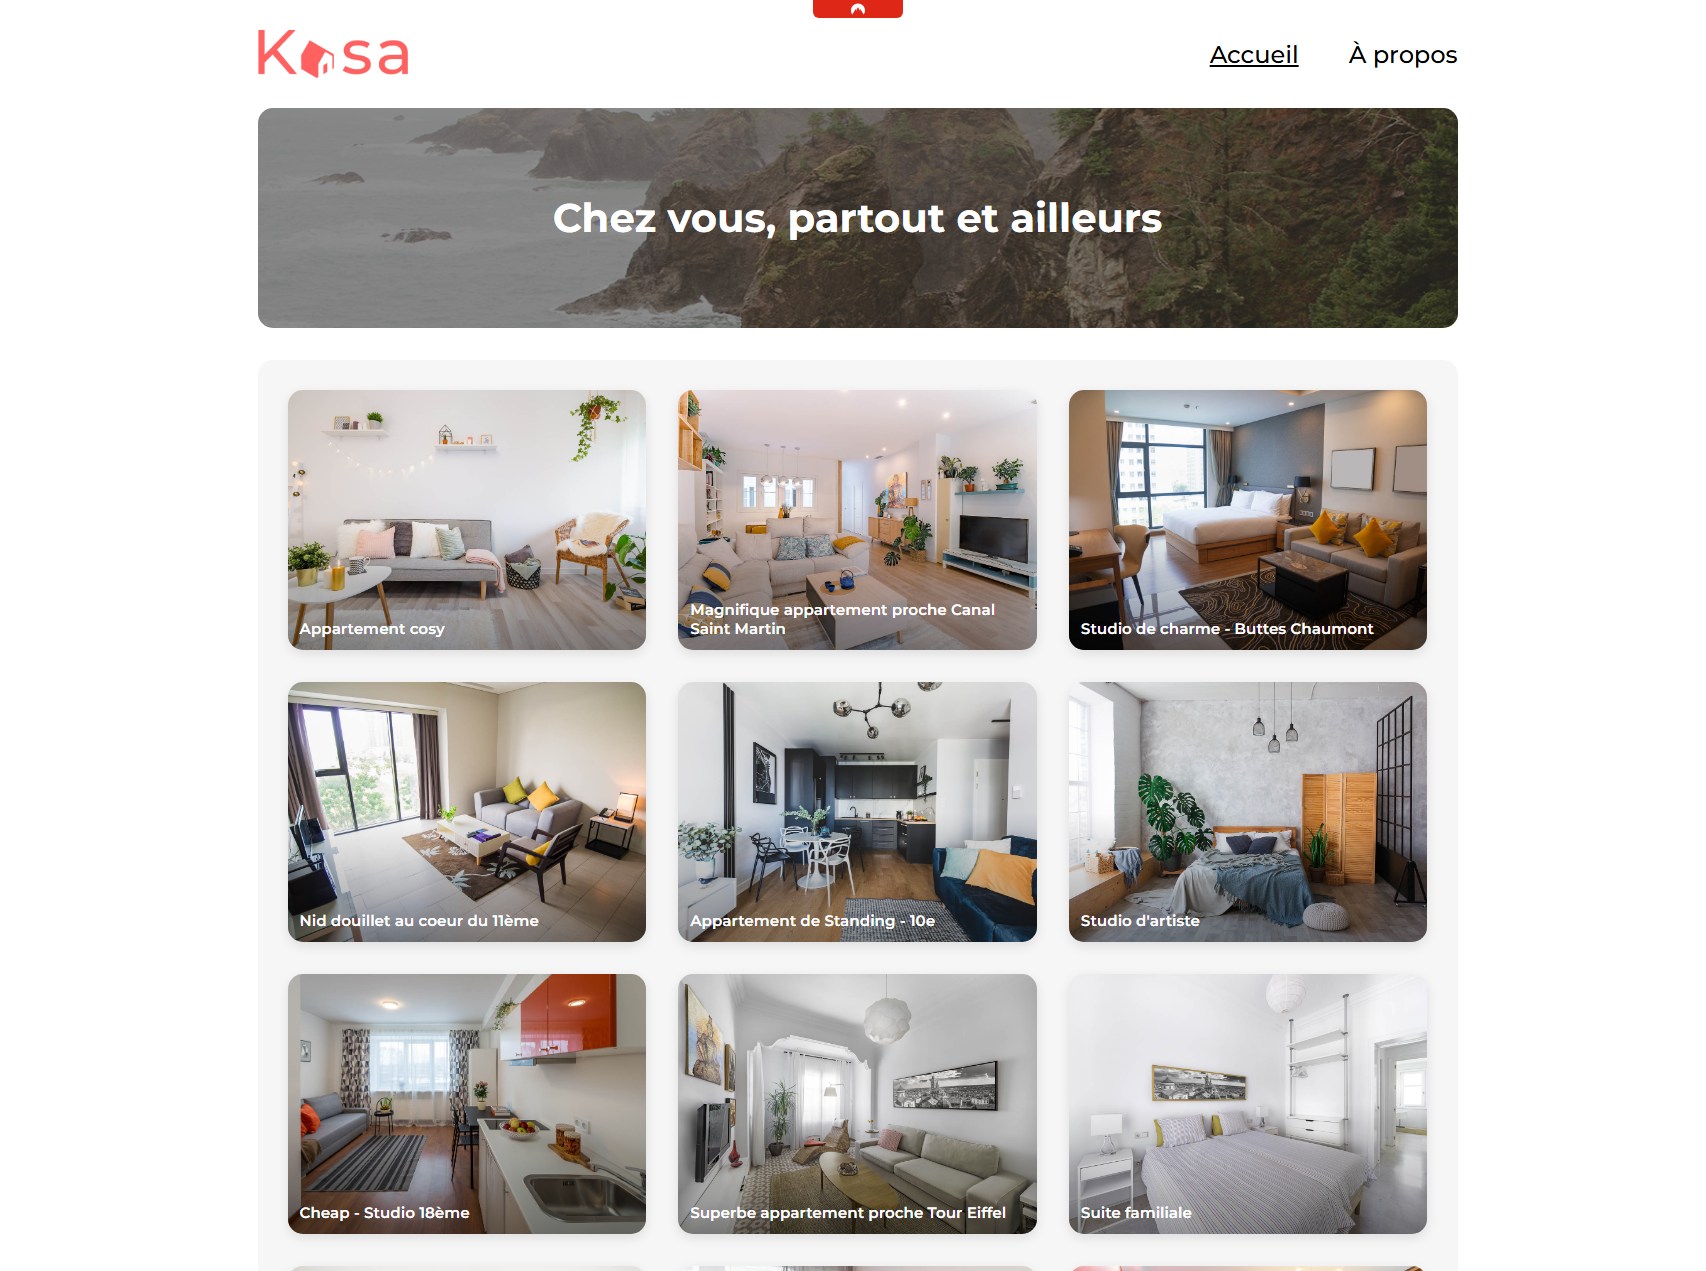 Kasa
Accueil
À propos
Chez vous, partout et ailleurs
Appartement cosy
Magnifique appartement proche Canal
Saint Martin
Studio de charme - Buttes Chaumont
Nid douillet au coeur du 11ème
Appartement de Standing - 10e
Studio d'artiste
Cheap - Studio 18ème
Superbe appartement proche Tour Eiffel
Suite familiale